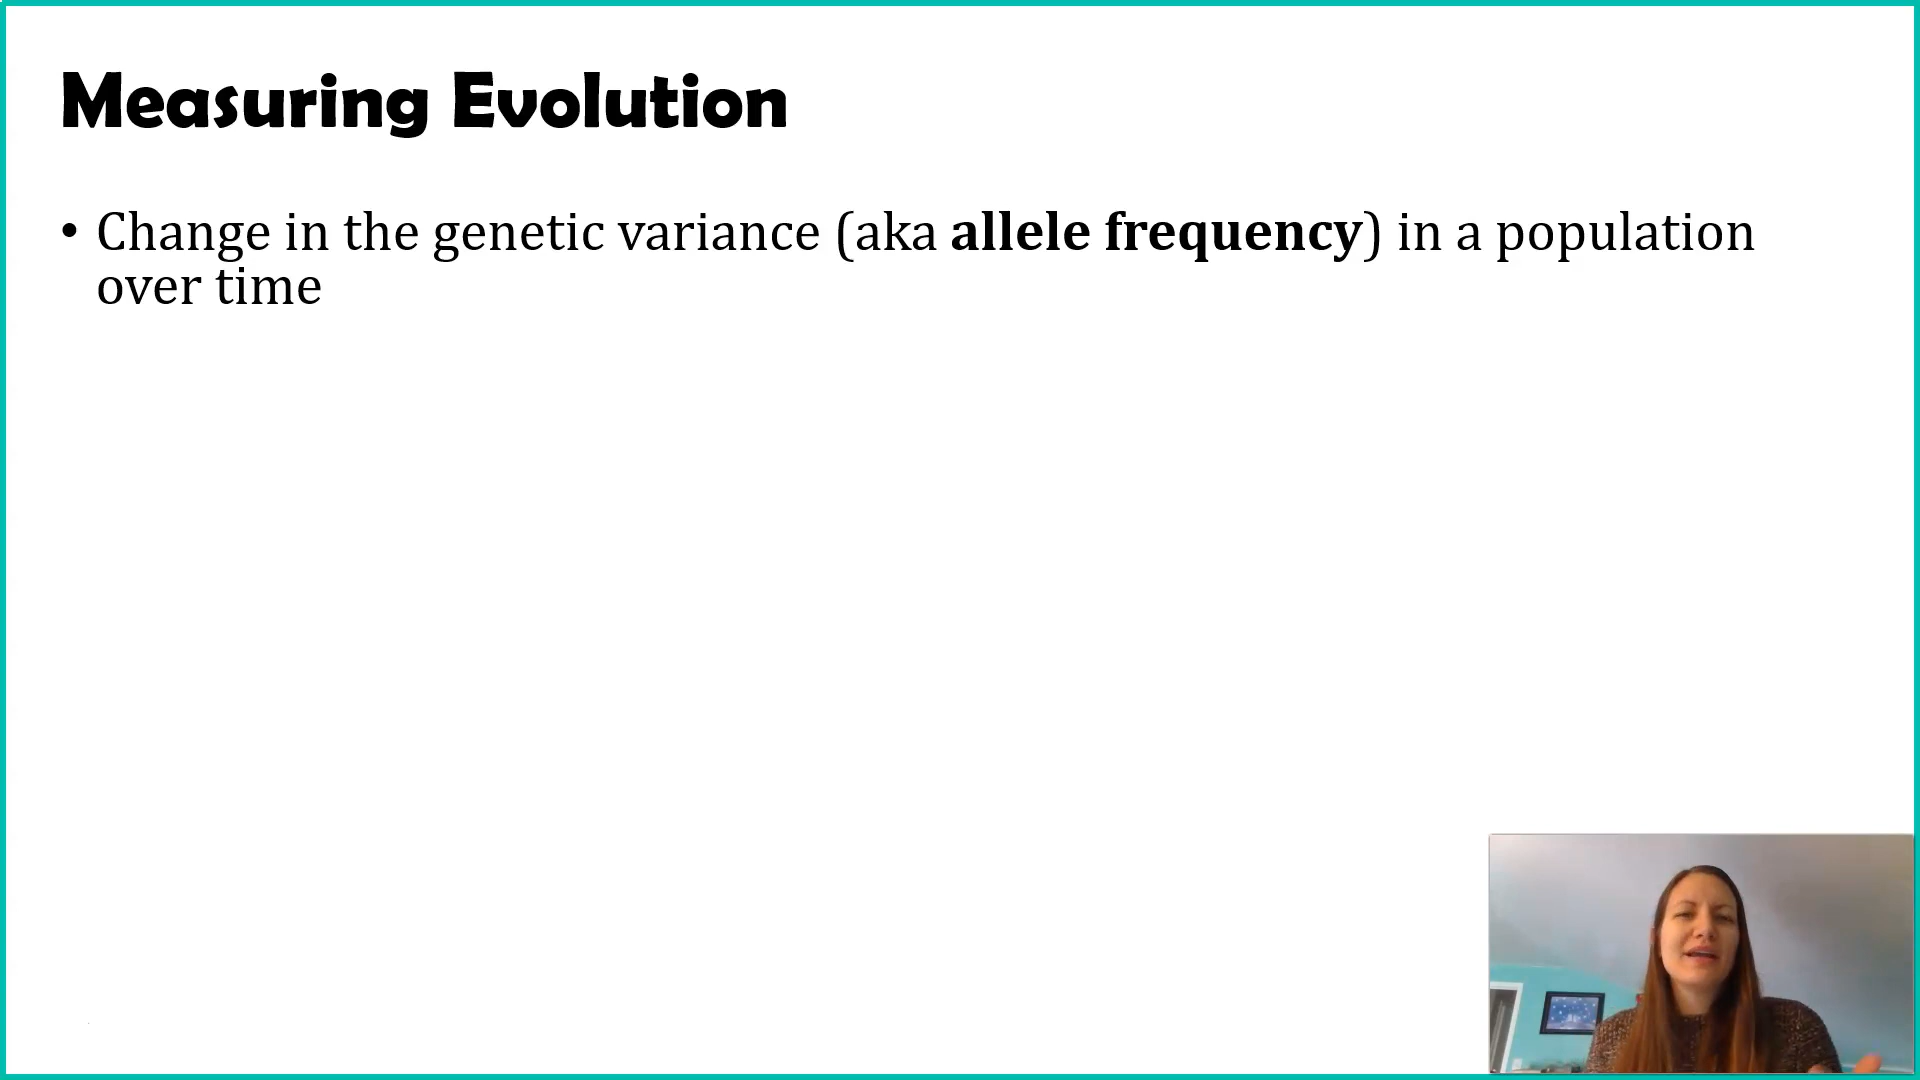 Measuring Evolution
• Change in the genetic variance (aka allele frequency) in a population
over time